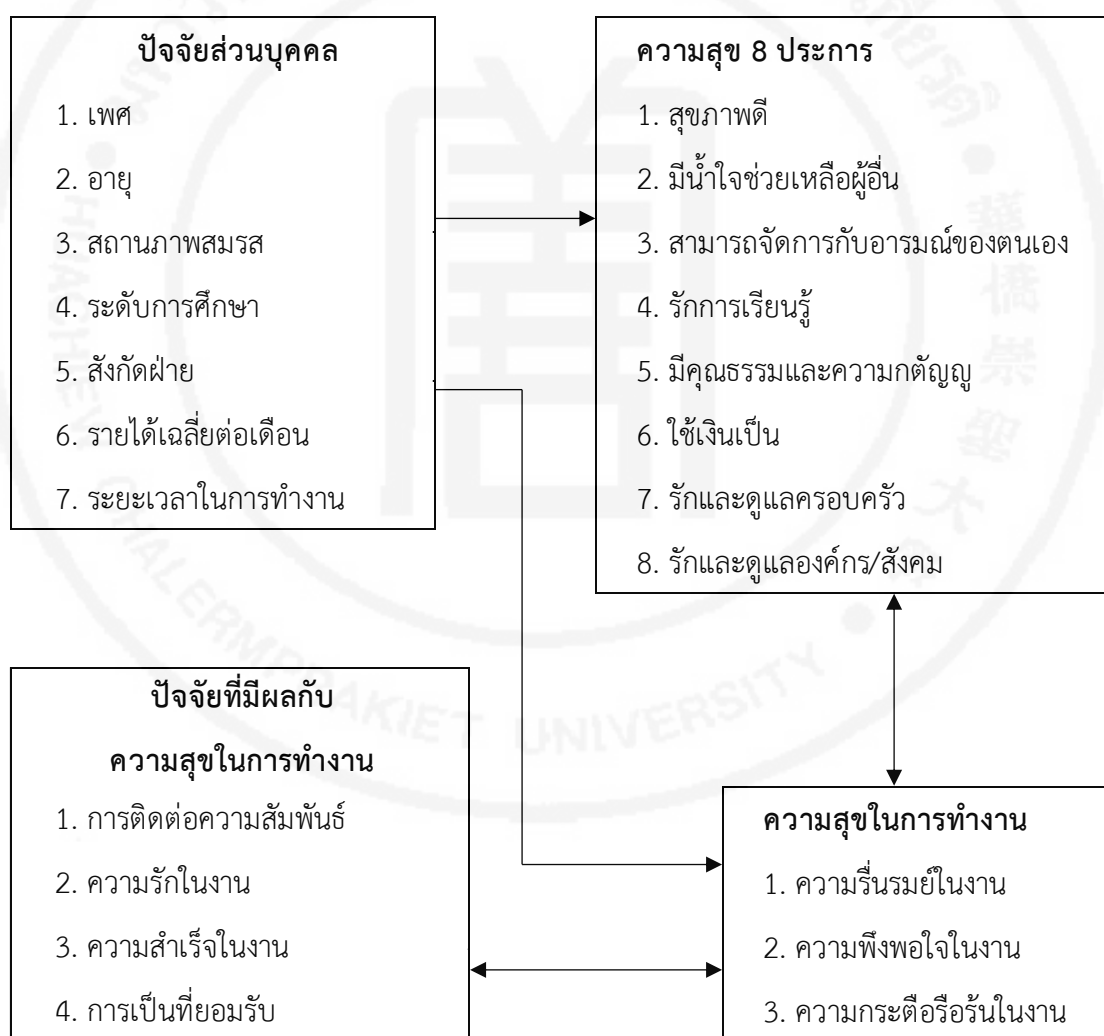 ปัจจัยส่วนบุคคล
1. เพศ
2. อายุ
3. สถานภาพสมรส
4. ระดับการศึกษา
5. สังกัดฝ่าย
6. รายได้เฉลี่ยต่อเดือน
7. ระยะเวลาในการทำงาน
ความสุข 8 ประการ
1. สุขภาพดี
2. มีน้ำใจช่วยเหลือผู้อื่น
3. สามารถจัดการกับอารมณ์ของตนเอง
4. รักการเรียนรู้
5. มีคุณธรรมและความกตัญญู
6. ใช้เงินเป็น
7. รักและดูแลครอบครัว
8. รักและดูแลองค์กร/สังคม
ปัจจัยที่มีผลกับ
ความสุขในการทำงาน
1. การติดต่อความสัมพันธ์
2. ความรักในงาน
3. ความสำเร็จในงาน
4. การเป็นที่ยอมรับ
ความสุขในการทำงาน
1. ความรื่นรมย์ในงาน
2. ความพึงพอใจในงาน
3. ความกระตือรือร้นในงาน
HUACHIEW CHALERMPRAKIET UNIVERSITY